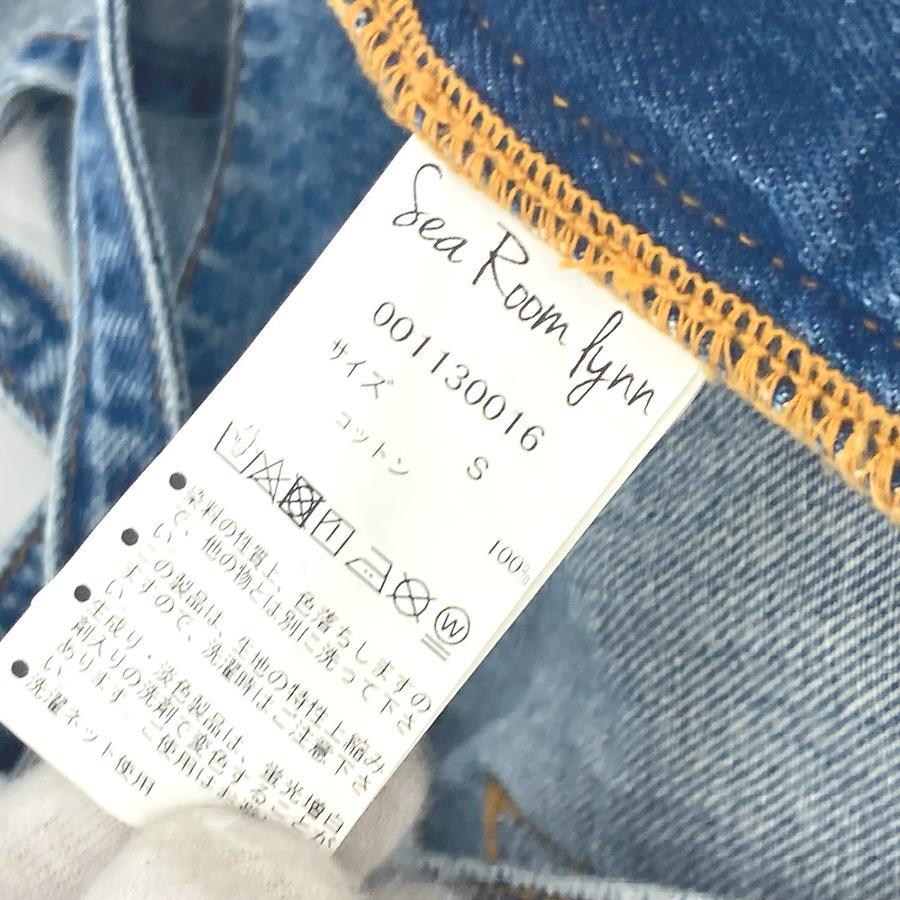 Sea Room lynn
001130016
サイズ S
コットン 100%
W
●染料の性質上、色落ちしますの
で、他の物とは別に洗って下さ
い。
●この製品は、生地の特性上縮み
ますので、洗濯時はご注意下さ
い。
●生成り・淡色製品は、蛍光増白
剤入りの洗剤で変色することが
あります。ご使用はお
●洗濯ネット使用